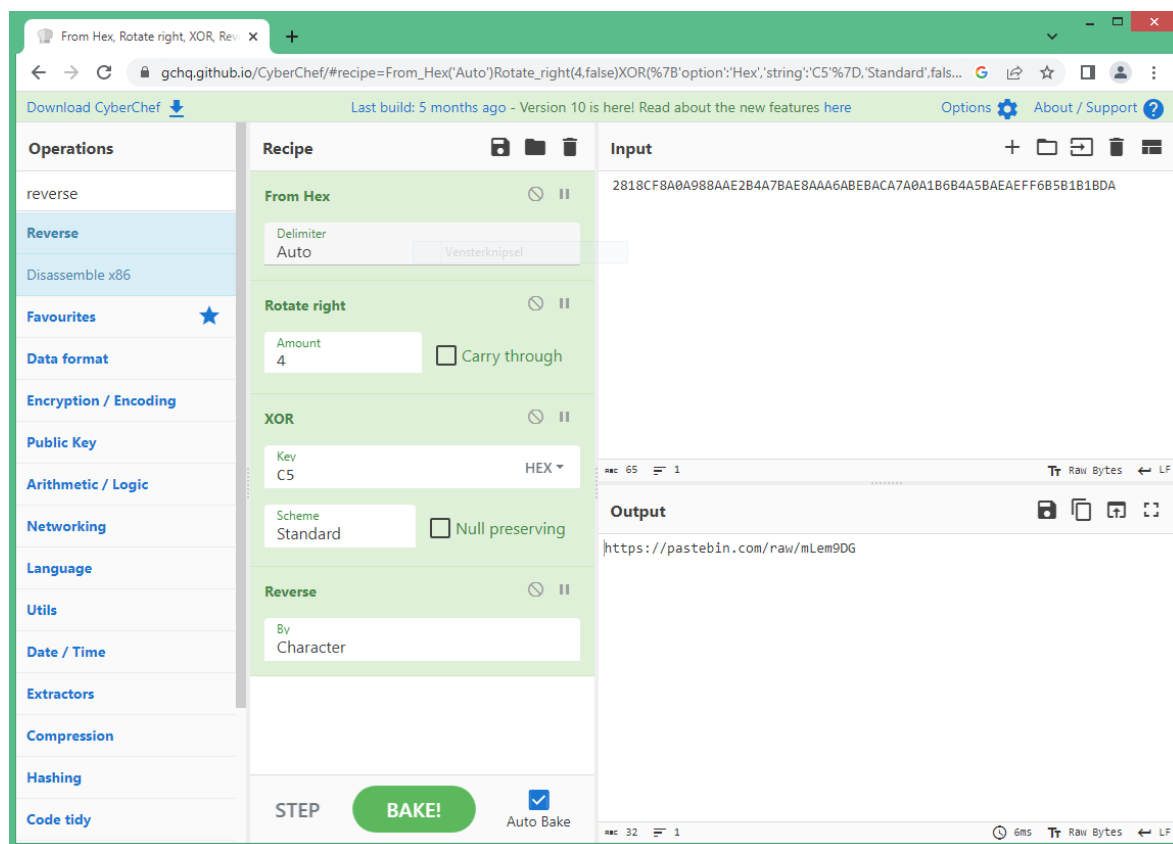 From Hex, Rotate right, XOR, Rev
gchq.github.io/CyberChef/#recipe=From_Hex('Auto')Rotate_right(4,false)XOR(%7B'option':'Hex','string':'C5'%7D,'Standard',fals...
Download CyberChef
Last build: 5 months ago - Version 10 is here! Read about the new features here
Options
About / Support
Operations
reverse
Reverse
Disassemble x86
Favourites
Data format
Encryption / Encoding
Public Key
Arithmetic / Logic
Networking
Language
Utils
Date / Time
Extractors
Compression
Hashing
Code tidy
Recipe
From Hex
Delimiter
Auto
Vensterknipsel
Rotate right
Amount
4
Carry through
XOR
Key
C5
HEX
Scheme
Standard
Null preserving
Reverse
By
Character
STEP
BAKE!
Auto Bake
Input
2818CF8A0A988AAE2B4A7BAE8AAA6ABEBACA7A0A1B6B4A5BAEAEFF6B5B1B1BDA
ABC 65 1
Raw Bytes LF
Output
https://pastebin.com/raw/mLem9DG
ABC 32 1
6ms Raw Bytes LF